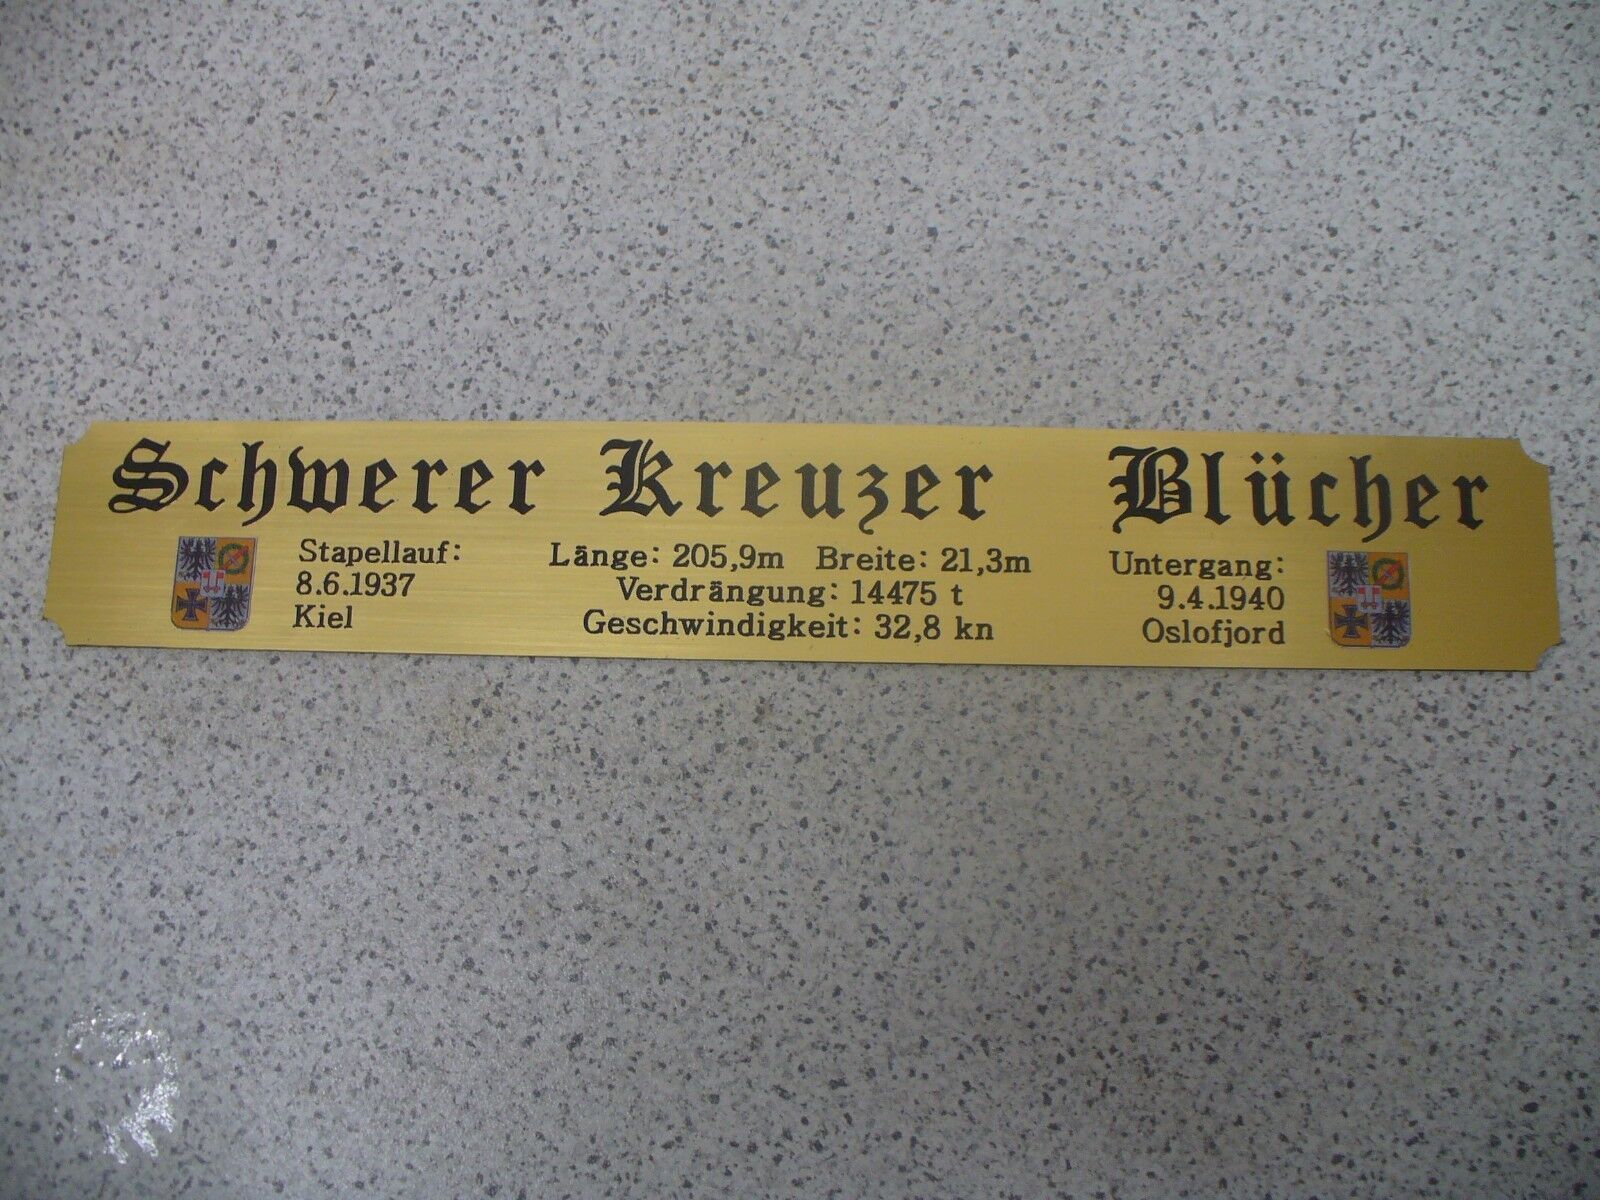 Schwerer Kreuzer Blücher
Stapellauf:
8.6.1937
Kiel
Länge: 205,9m Breite: 21,3m
Verdrängung: 14475 t
Geschwindigkeit: 32,8 kn
Untergang:
9.4.1940
Oslofjord